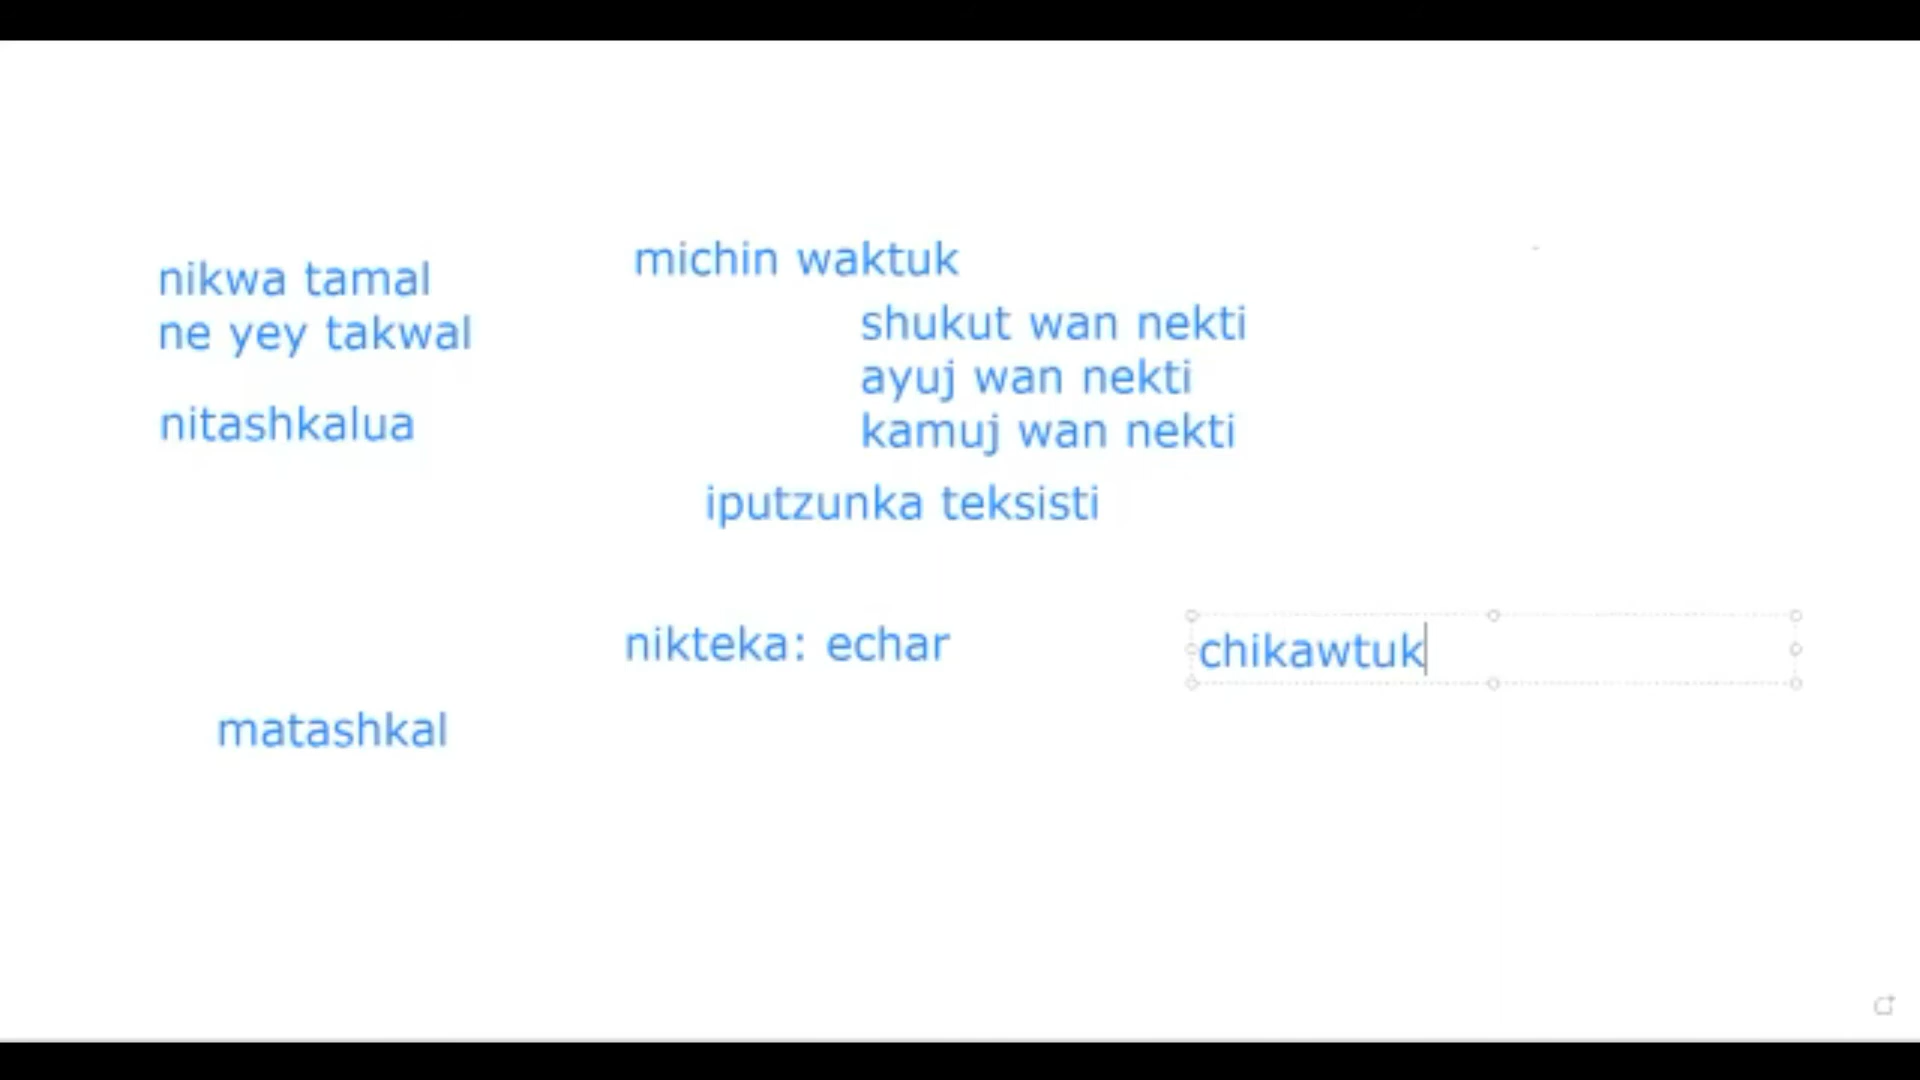 nikwa tamal
ne yey takwal
nitashkalua
michin waktuk
shukut wan nekti
ayuj wan nekti
kamuj wan nekti
iputzunka teksisti
nikteka: echar
chikawtuk
matashkal